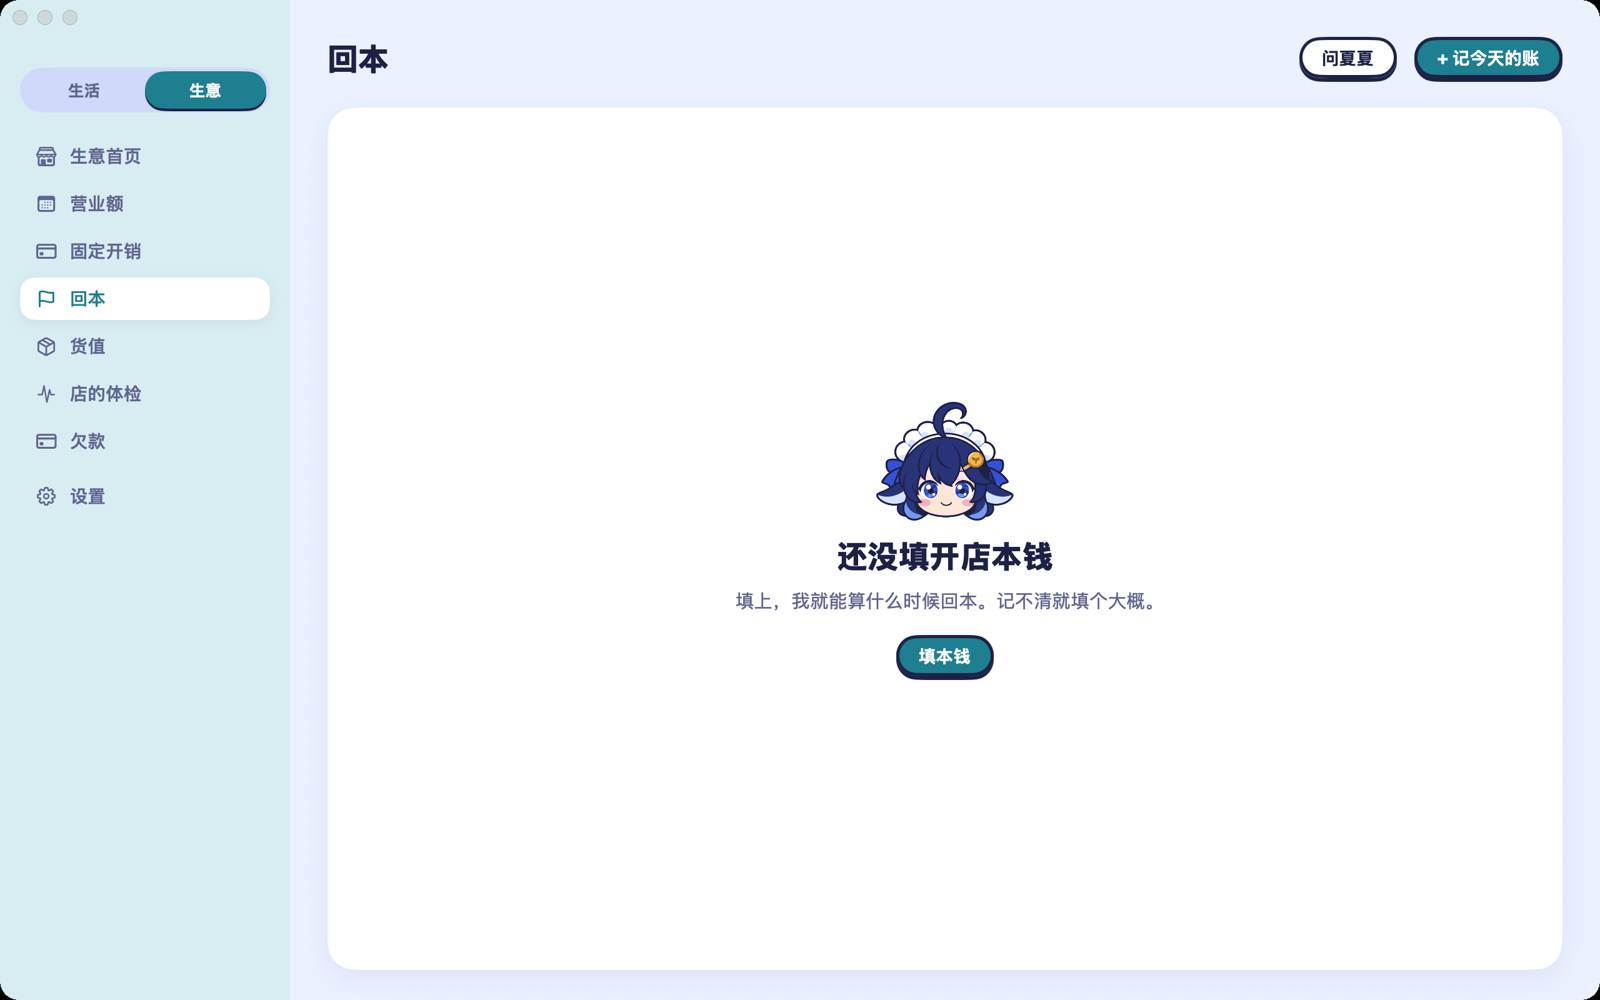 生活
生意
生意首页
营业额
固定开销
回本
货值
店的体检
欠款
设置
回本
问夏夏
+ 记今天的账
还没填开店本钱
填上，我就能算什么时候回本。记不清就填个大概。
填本钱